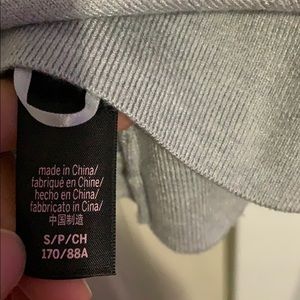 made in China/
fabriqué en Chine/
hecho en China/
fabbricato in Cina/
中国制造
S/P/CH
170/88A